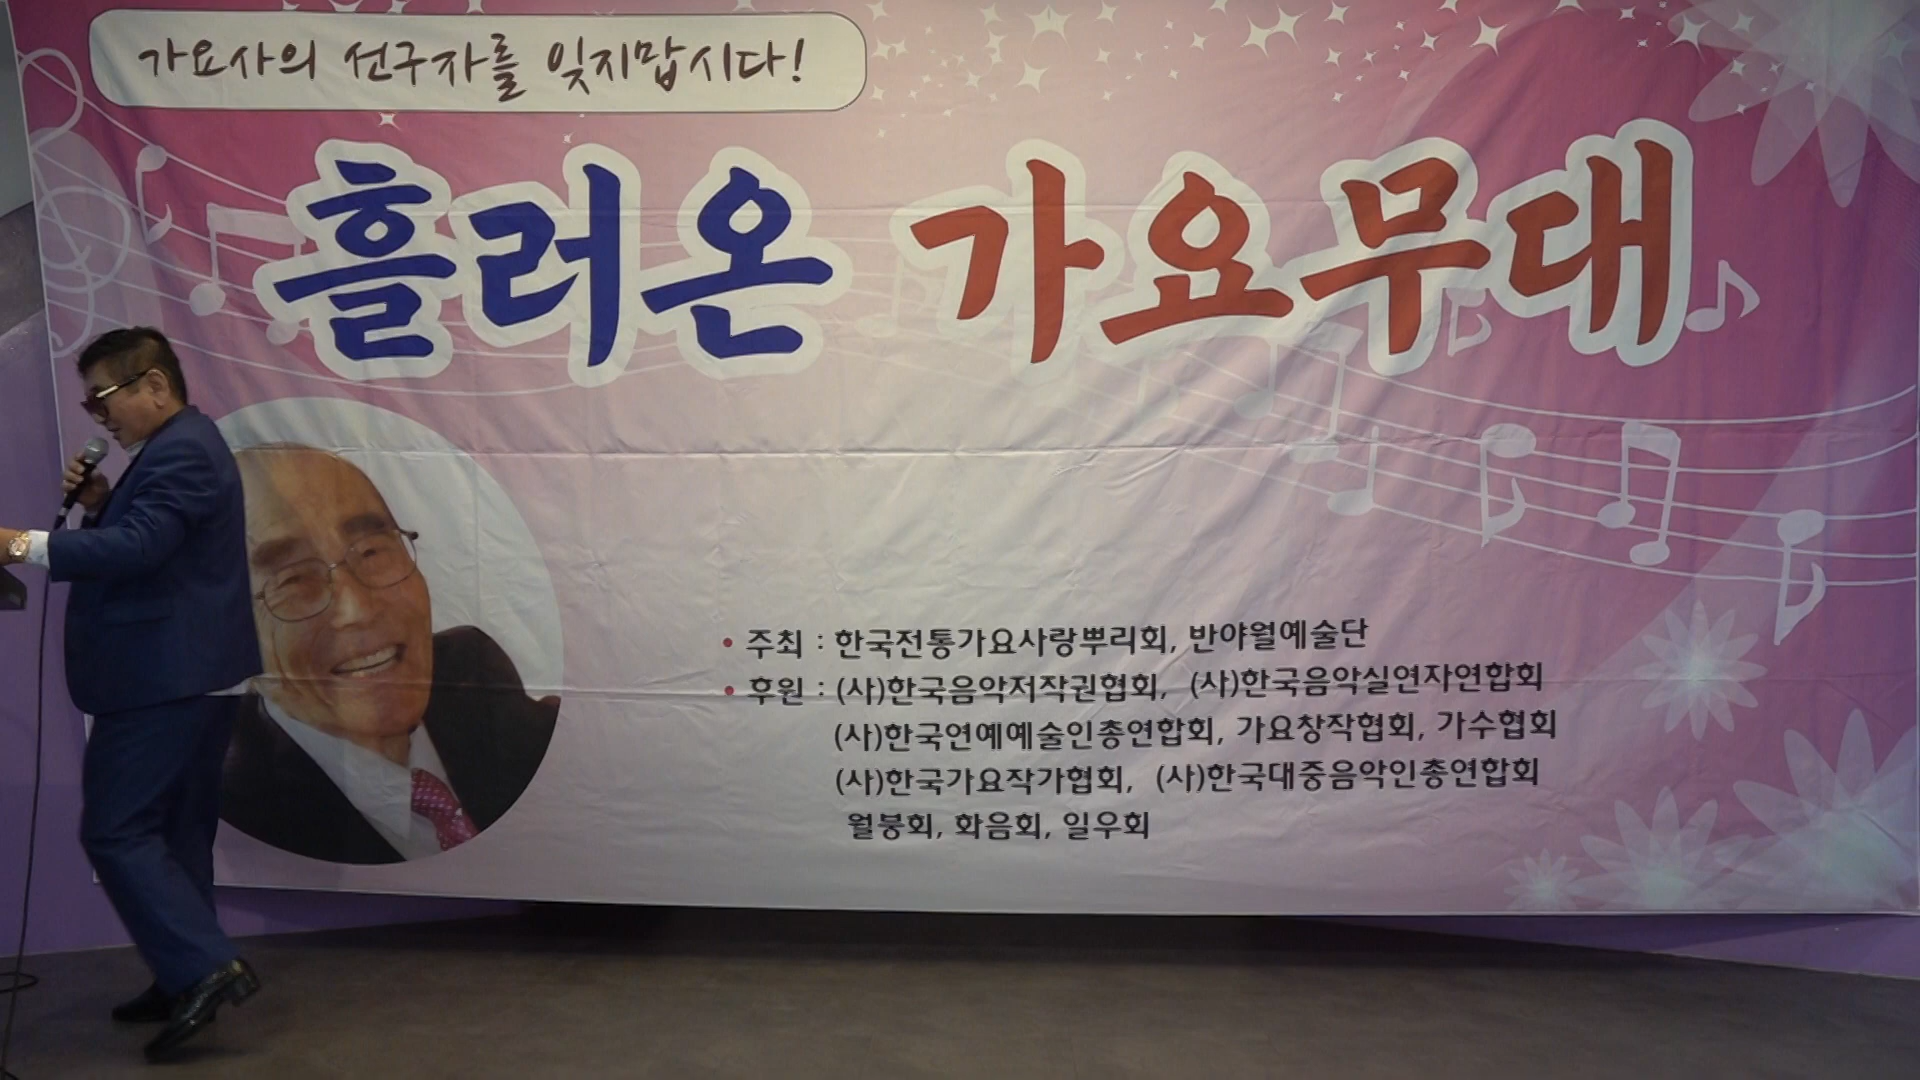 가요사의 선구자를 잊지맙시다!
흘러온 가요무대
• 주최 : 한국전통가요사랑뿌리회, 반야월예술단
• 후원 : (사)한국음악저작권협회, (사)한국음악실연자연합회
(사)한국연예예술인총연합회, 가요창작협회, 가수협회
(사)한국가요작가협회, (사)한국대중음악인총연합회
월봉회, 화음회, 일우회